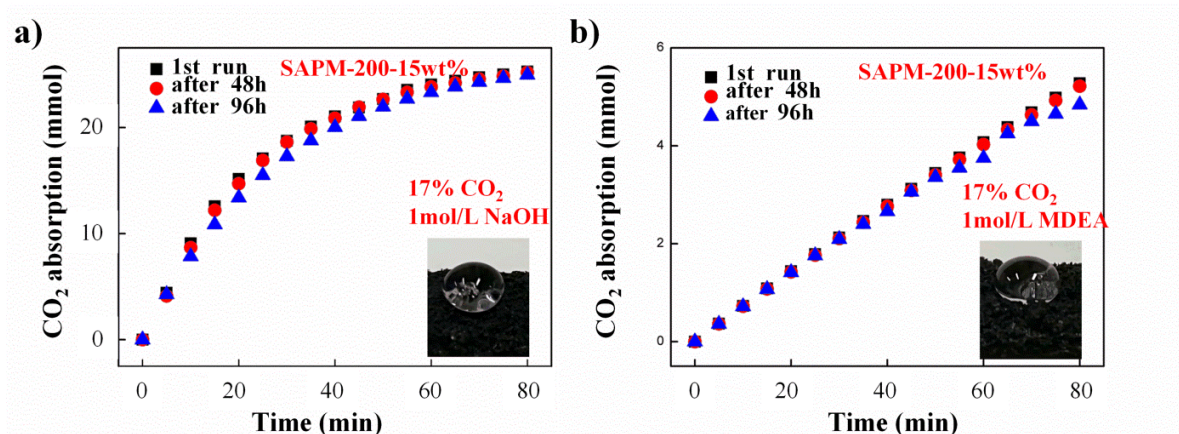 a)
1st run
after 48h
after 96h
SAPM-200-15wt%
17% CO₂
1mol/L NaOH
CO₂ absorption (mmol)
20
10
0
0
20
40
60
80
Time (min)
b)
1st run
after 48h
after 96h
SAPM-200-15wt%
17% CO₂
1mol/L MDEA
CO₂ absorption (mmol)
6
4
2
0
0
20
40
60
80
Time (min)